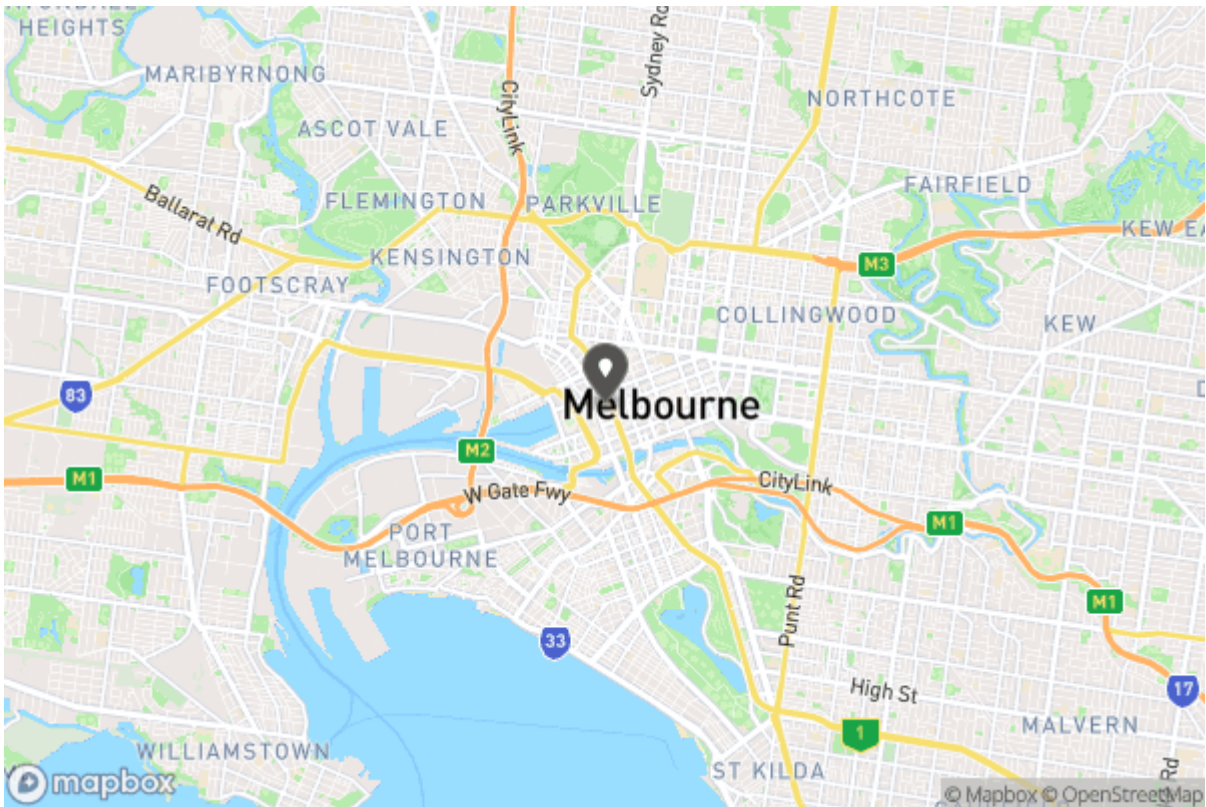 HEIGHTS
MARIBYRNONG
ASCOT VALE
CityLink
Sydney Rd
NORTHCOTE
FAIRFIELD
Ballarat Rd
FLEMINGTON
PARKVILLE
KEW EA
KENSINGTON
M3
FOOTSCRAY
COLLINGWOOD
KEW
83
Melbourne
M2
M1
W Gate Fwy
CityLink
M1
PORT
MELBOURNE
M1
Punt Rd
33
High St
17
MALVERN
1
WILLIAMSTOWN
ST KILDA
Rd
mapbox
© Mapbox © OpenStreetMap